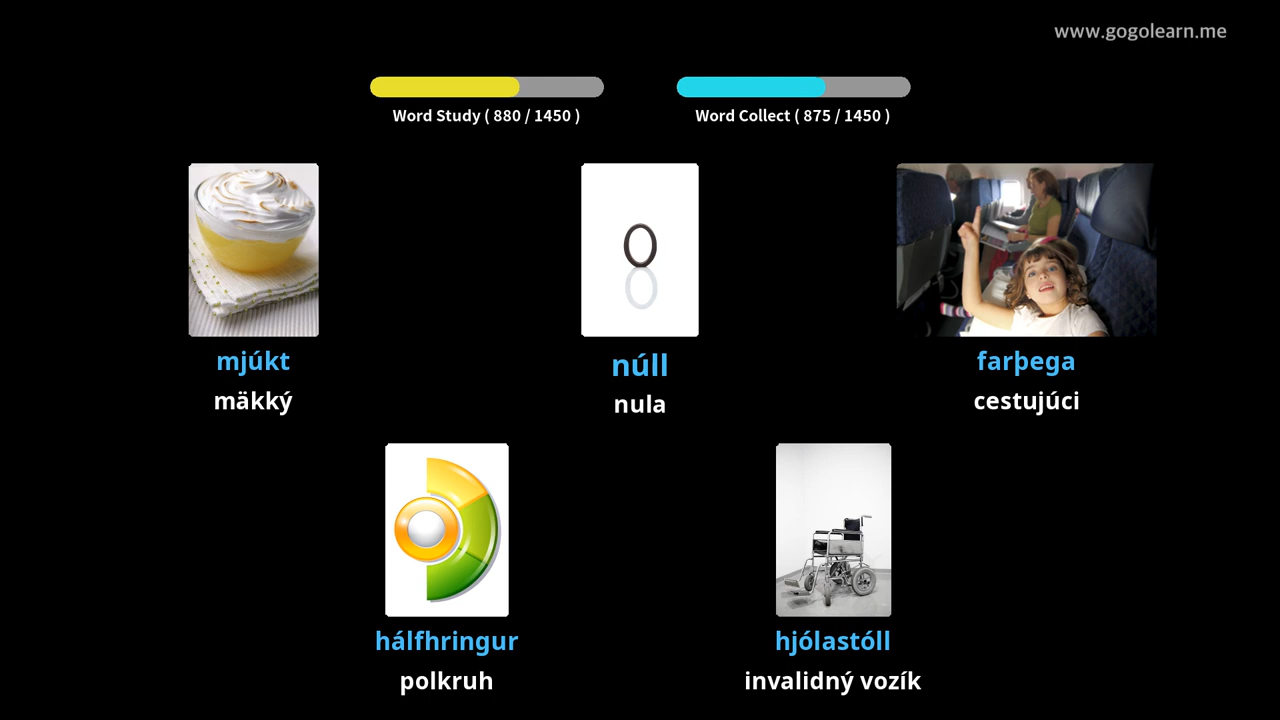 www.gogolearn.me
Word Study ( 880 / 1450 )
Word Collect ( 875 / 1450 )
mjúkt
mäkký
núll
nula
farþega
cestujúci
hálfhringur
polkruh
hjólastóll
invalidný vozík